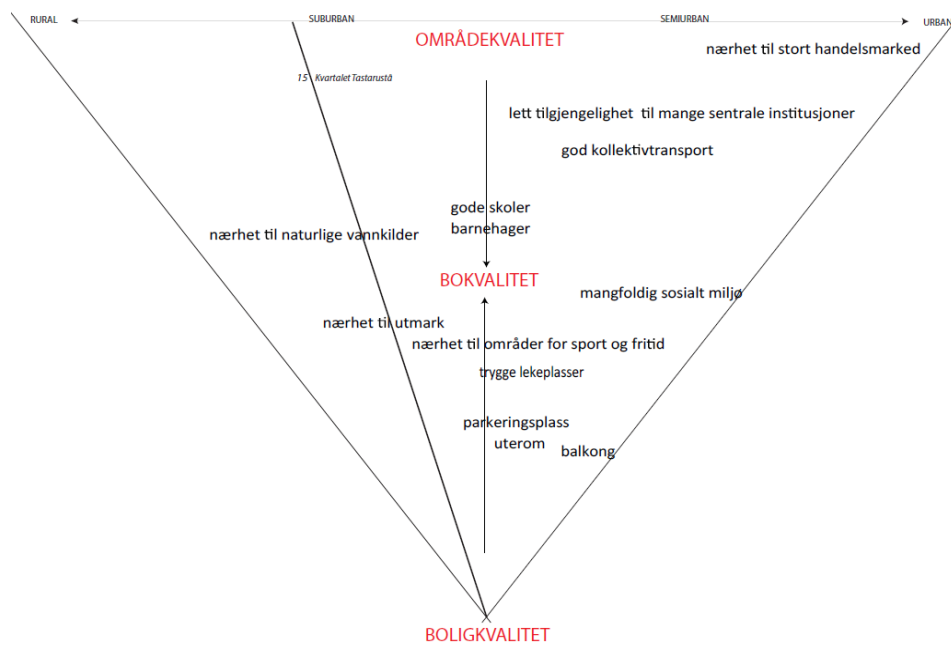 RURAL
SUBURBAN
SEMIURBAN
URBAN
OMRÅDEKVALITET
nærhet til stort handelsmarked
15 Kvartalet Tastarustå
lett tilgjengelighet til mange sentrale institusjoner
god kollektivtransport
gode skoler
barnehager
nærhet til naturlige vannkilder
BOKVALITET
mangfoldig sosialt miljø
nærhet til utmark
nærhet til områder for sport og fritid
trygge lekeplasser
parkeringsplass
uterom
balkong
BOLIGKVALITET